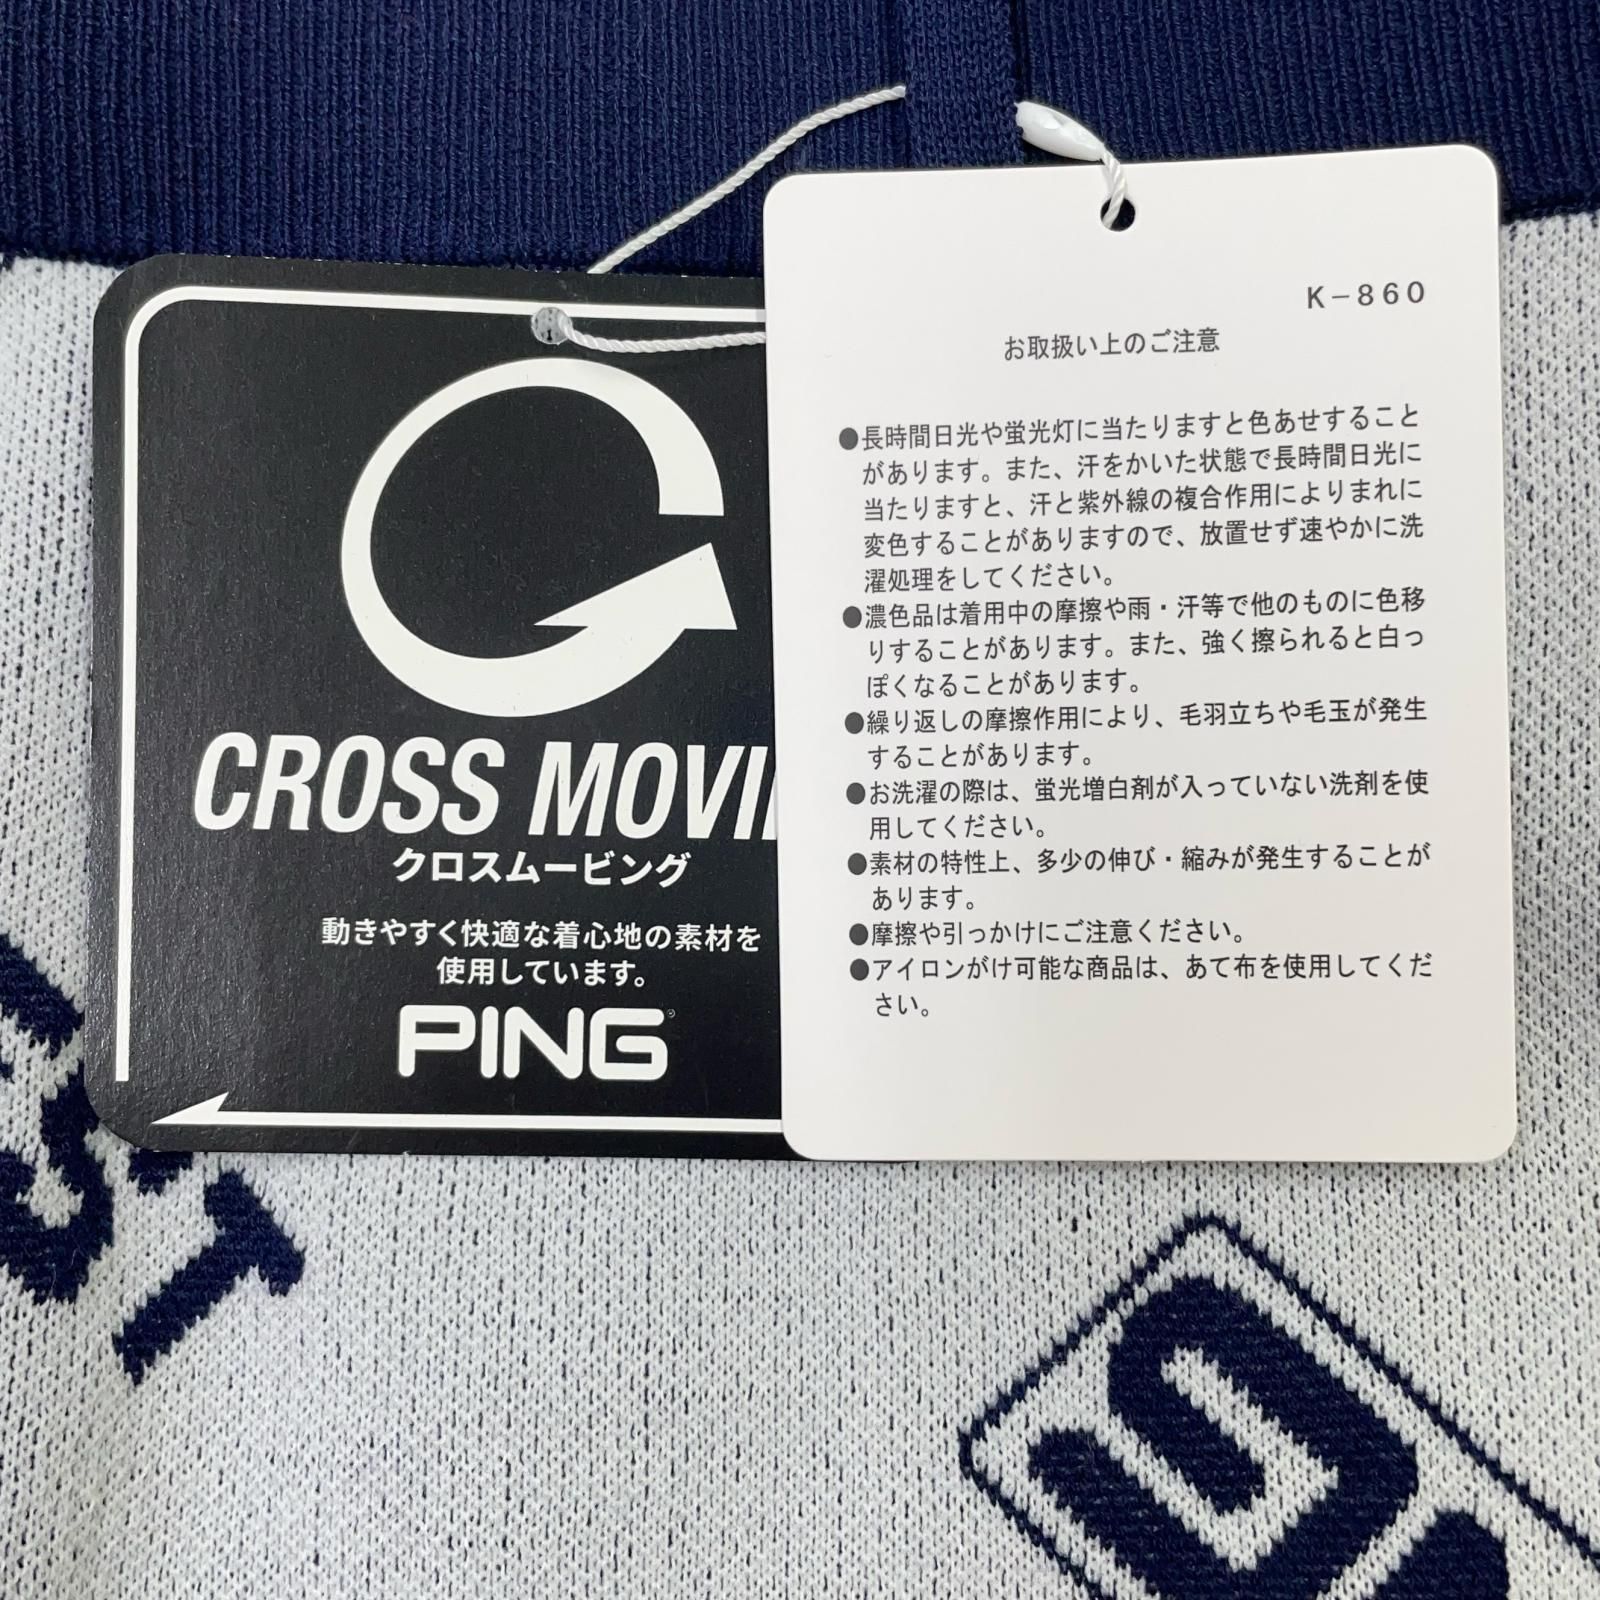 CROSS
クロスムービング
動きやすく快適な着心地の素材を
使用しています。
PING
K-860
お取扱い上のご注意
●長時間日光や蛍光灯に当たりますと色あせすること
があります。また、汗をかいた状態で長時間日光に
当たりますと、汗と紫外線の複合作用によりまれに
変色することがありますので、放置せず速やかに洗
濯処理をしてください。
●濃色品は着用中の摩擦や雨・汗等で他のものに色移
りすることがあります。また、強く擦られると白っ
ぽくなることがあります。
●繰り返しの摩擦作用により、毛羽立ちや毛玉が発生
することがあります。
●お洗濯の際は、蛍光増白剤が入っていない洗剤を使
用してください。
●素材の特性上、多少の伸び・縮みが発生することが
あります。
●摩擦や引っかけにご注意ください。
●アイロンがけ可能な商品は、あて布を使用してくだ
さい。